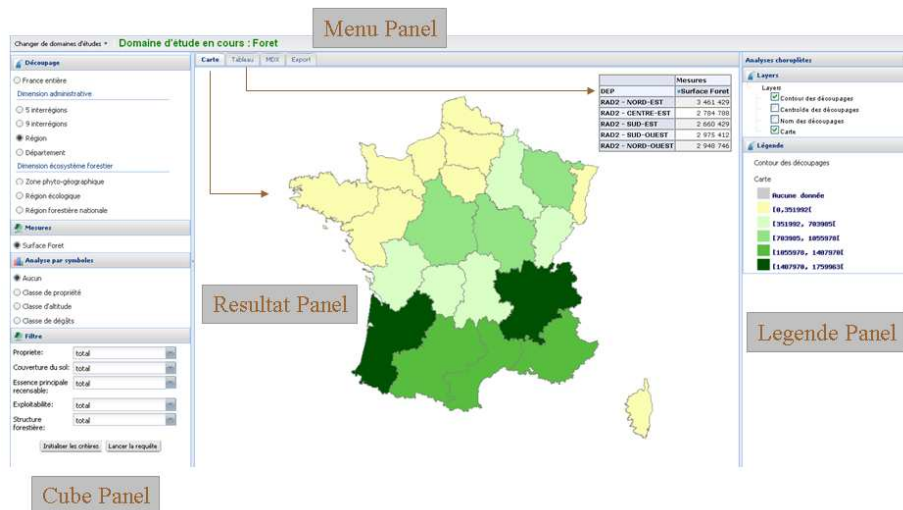 Menu Panel
Changer de domaines d'études
Domaine d'étude en cours : Foret
Découpage
France entière
Dimension administrative
5 interrégions
9 interrégions
Région
Département
Dimension écosystème forestier
Zone phyto-géographique
Région écologique
Région forestière nationale
Mesures
Surface Foret
Analyse par symboles
Aucun
Classe de propriété
Classe d'altitude
Classe de dégâts
Filtre
Propriete: total
Couverture du sol: total
Essence principale recensable: total
Exploitabilite: total
Structure forestière: total
Initialiser les critères Lancer la requête
Cube Panel
Carte Tableau MDX Export
Mesures
DEP Surface Foret
RAD2 - NORD-EST 3 461 429
RAD2 - CENTRE-EST 2 784 788
RAD2 - SUD-EST 2 660 429
RAD2 - SUD-OUEST 2 975 412
RAD2 - NORD-OUEST 2 948 746
Resultat Panel
Analyses choroplètes
Layers
Layers
Contour des découpages
Centroïde des découpages
Nom des découpages
Carte
Légende
Contour des découpages
Carte
Aucune donnée
[0,351992[
[351992, 703985[
[703985, 1055978[
[1055978, 1407970[
[1407970, 1759963[
Legende Panel